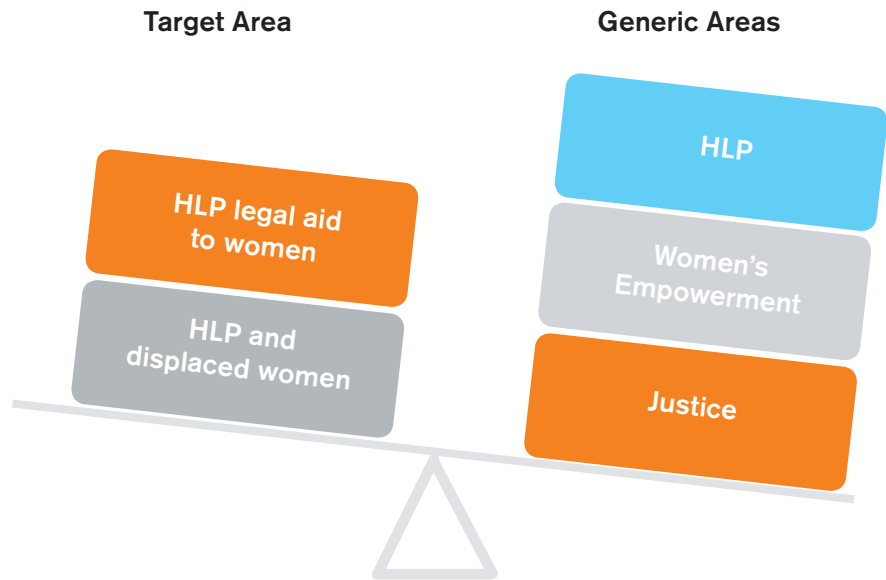 Target Area
HLP legal aid
to women
HLP and
displaced women
Generic Areas
HLP
Women’s
Empowerment
Justice